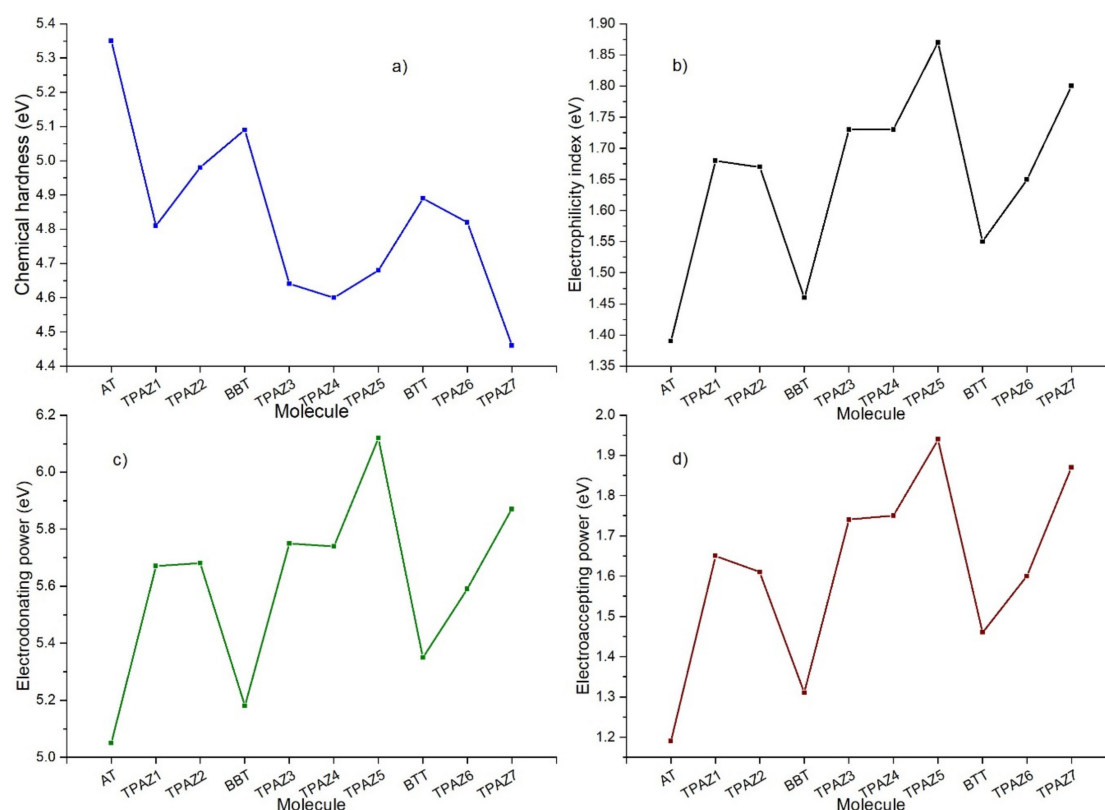 a)
Chemical hardness (eV)
5.4
5.3
5.2
5.1
5.0
4.9
4.8
4.7
4.6
4.5
4.4
AT
TPAZ1
TPAZ2
BBT
TPAZ3
TPAZ4
TPAZ5
BTT
TPAZ6
TPAZ7
Molecule
b)
Electrophilicity index (eV)
1.90
1.85
1.80
1.75
1.70
1.65
1.60
1.55
1.50
1.45
1.40
1.35
AT
TPAZ1
TPAZ2
BBT
TPAZ3
TPAZ4
TPAZ5
BTT
TPAZ6
TPAZ7
Molecule
c)
Electrodonating power (eV)
6.2
6.0
5.8
5.6
5.4
5.2
5.0
AT
TPAZ1
TPAZ2
BBT
TPAZ3
TPAZ4
TPAZ5
BTT
TPAZ6
TPAZ7
Molecule
d)
Electroaccepting power (eV)
2.0
1.9
1.8
1.7
1.6
1.5
1.4
1.3
1.2
AT
TPAZ1
TPAZ2
BBT
TPAZ3
TPAZ4
TPAZ5
BTT
TPAZ6
TPAZ7
Molecule